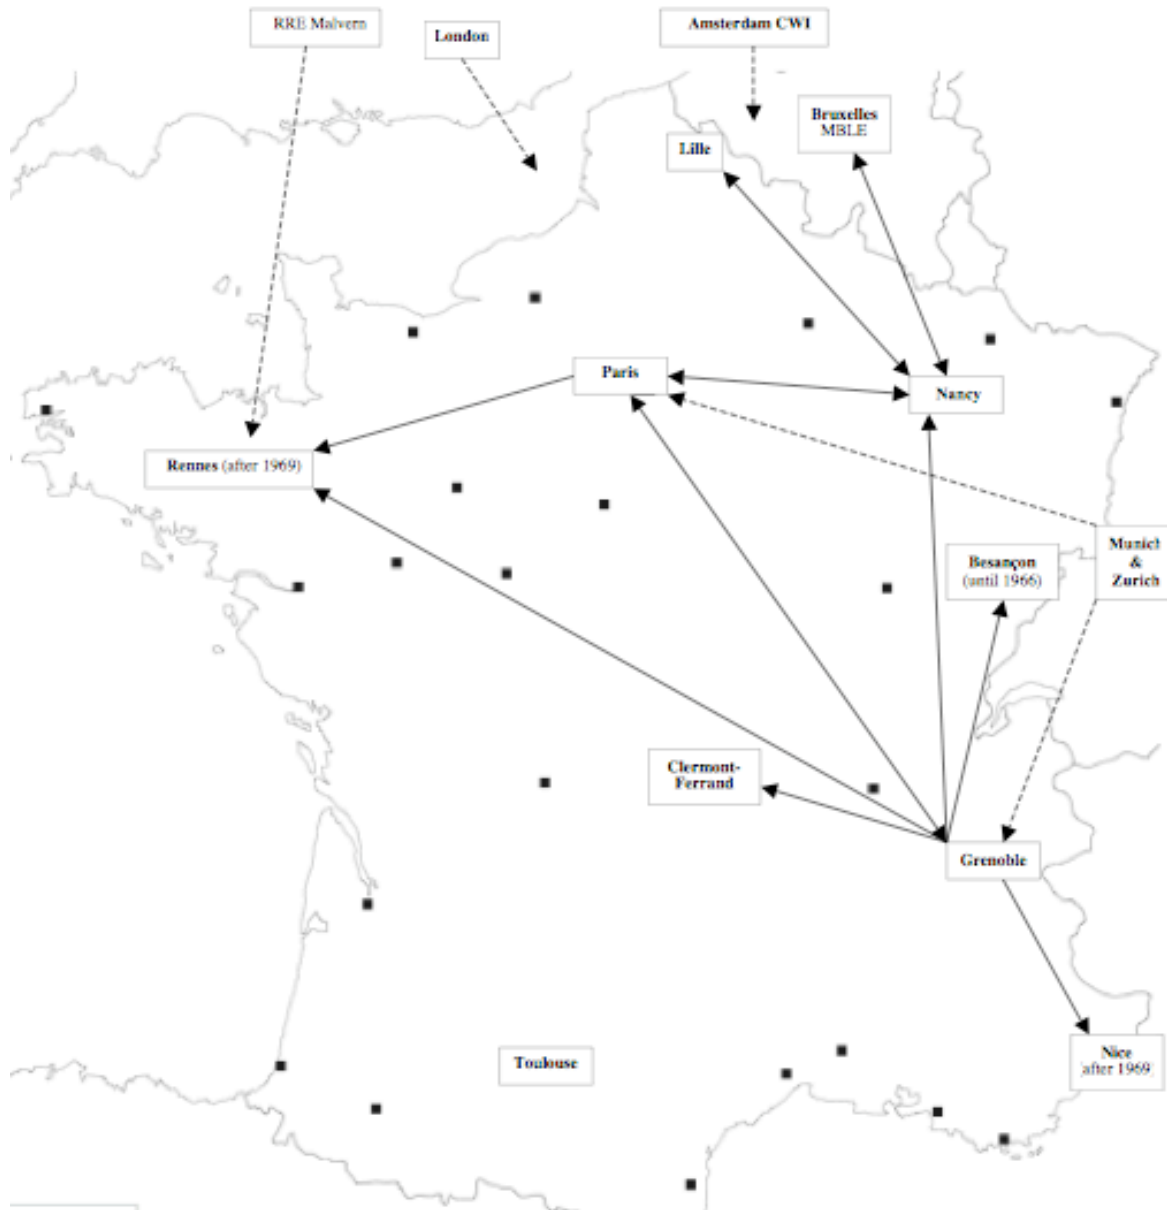 RRE Malvern
London
Amsterdam CWI
Bruxelles
MBLE
Lille
Paris
Nancy
Rennes (after 1969)
Munich
&
Zurich
Besançon
(until 1966)
Clermont-
Ferrand
Grenoble
Toulouse
Nice
(after 1969)